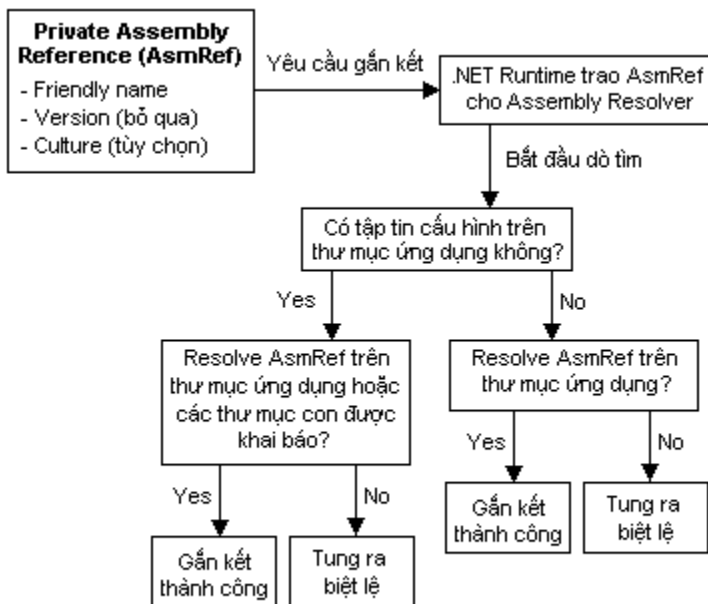 Private Assembly
Reference (AsmRef)
- Friendly name
- Version (bỏ qua)
- Culture (tùy chọn)
Yêu cầu gắn kết
.NET Runtime trao AsmRef
cho Assembly Resolver
Bắt đầu dò tìm
Có tập tin cấu hình trên
thư mục ứng dụng không?
Yes
No
Resolve AsmRef trên
thư mục ứng dụng hoặc
các thư mục con được
khai báo?
Resolve AsmRef trên
thư mục ứng dụng?
Yes
No
Yes
No
Gắn kết
thành công
Tung ra
biệt lệ
Gắn kết
thành công
Tung ra
biệt lệ